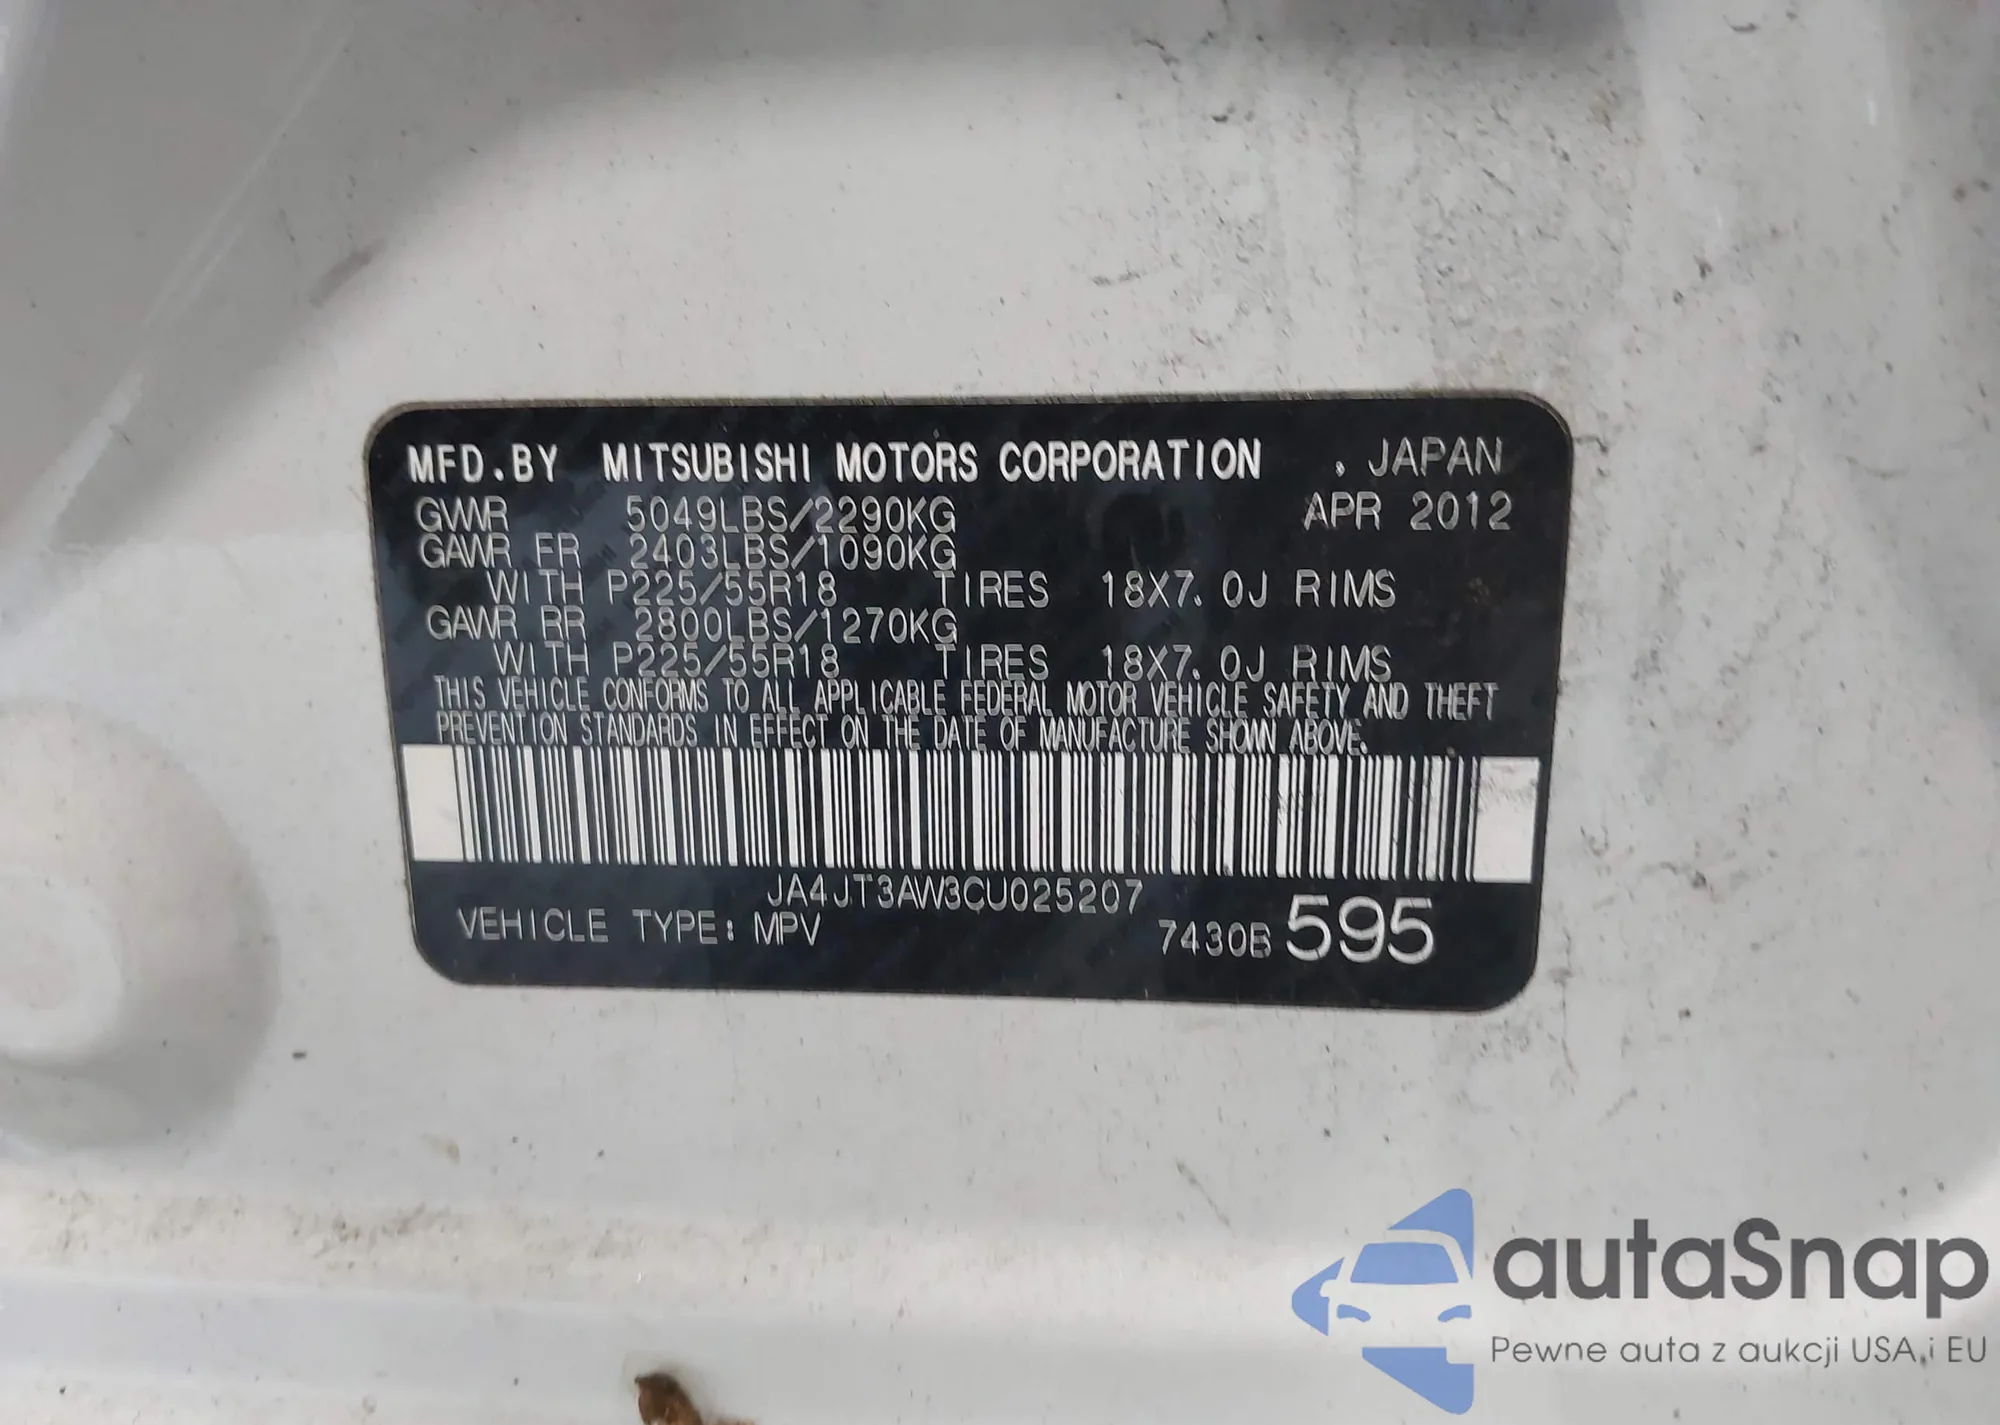 MFD.BY MITSUBISHI MOTORS CORPORATION . JAPAN
GVWR 5049LBS/2290KG APR 2012
GAWR FR 2403LBS/1090KG
WITH P225/55R18 TIRES 18X7.0J RIMS
GAWR RR 2800LBS/1270KG
WITH P225/55R18 TIRES 18X7.0J RIMS
THIS VEHICLE CONFORMS TO ALL APPLICABLE FEDERAL MOTOR VEHICLE SAFETY AND THEFT
PREVENTION STANDARDS IN EFFECT ON THE DATE OF MANUFACTURE SHOWN ABOVE.
JA4JT3AW3CU025207
VEHICLE TYPE: MPV 7430B 595
autaSnap
Pewne auta z aukcji USA i EU